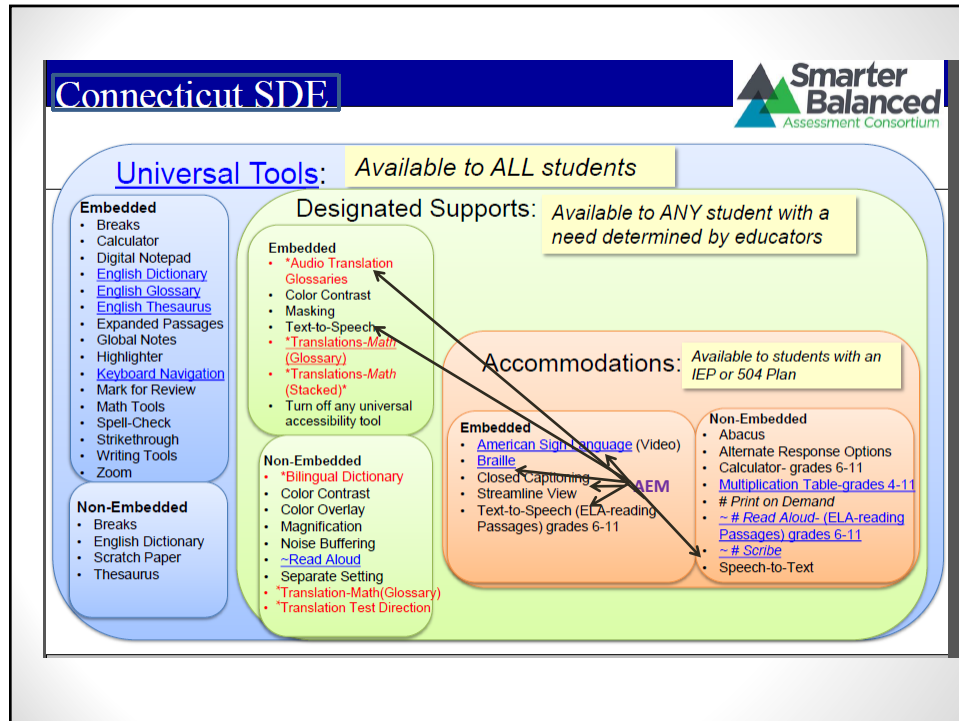 Connecticut SDE
Smarter
Balanced
Assessment Consortium
Universal Tools:
Available to ALL students
Embedded
• Breaks
• Calculator
• Digital Notepad
• English Dictionary
• English Glossary
• English Thesaurus
• Expanded Passages
• Global Notes
• Highlighter
• Keyboard Navigation
• Mark for Review
• Math Tools
• Spell-Check
• Strikethrough
• Writing Tools
• Zoom
Non-Embedded
• Breaks
• English Dictionary
• Scratch Paper
• Thesaurus
Designated Supports:
Available to ANY student with a
need determined by educators
Embedded
• *Audio Translation
Glossaries
• Color Contrast
• Masking
• Text-to-Speech
• *Translations-Math
(Glossary)
• *Translations-Math
(Stacked)*
• Turn off any universal
accessibility tool
Non-Embedded
• *Bilingual Dictionary
• Color Contrast
• Color Overlay
• Magnification
• Noise Buffering
• ~Read Aloud
• Separate Setting
• *Translation-Math(Glossary)
• *Translation Test Direction
Accommodations:
Available to students with an
IEP or 504 Plan
Embedded
• American Sign Language (Video)
• Braille
• Closed Captioning
• Streamline View
• Text-to-Speech (ELA-reading
Passages) grades 6-11
AEM
Non-Embedded
• Abacus
• Alternate Response Options
• Calculator- grades 6-11
• Multiplication Table-grades 4-11
• # Print on Demand
• ~ # Read Aloud- (ELA-reading
Passages) grades 6-11
• ~ # Scribe
• Speech-to-Text